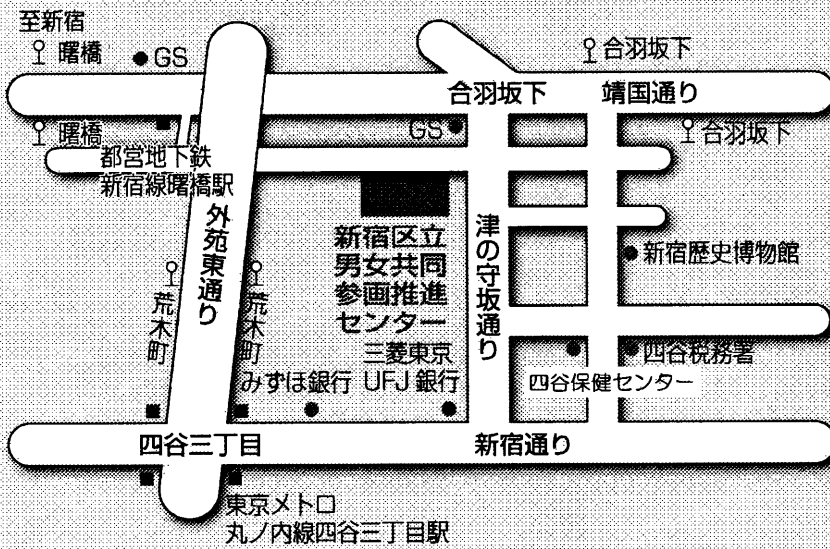 至新宿
曙橋
GS
合羽坂下
合羽坂下
靖国通り
曙橋
GS
合羽坂下
都営地下鉄
新宿線曙橋駅
外苑東通り
新宿区立
男女共同
参画推進
センター
津の守坂通り
新宿歴史博物館
荒木町
荒木町
三菱東京
UFJ 銀行
みずほ銀行
四谷税務署
四谷保健センター
四谷三丁目
新宿通り
東京メトロ
丸ノ内線四谷三丁目駅